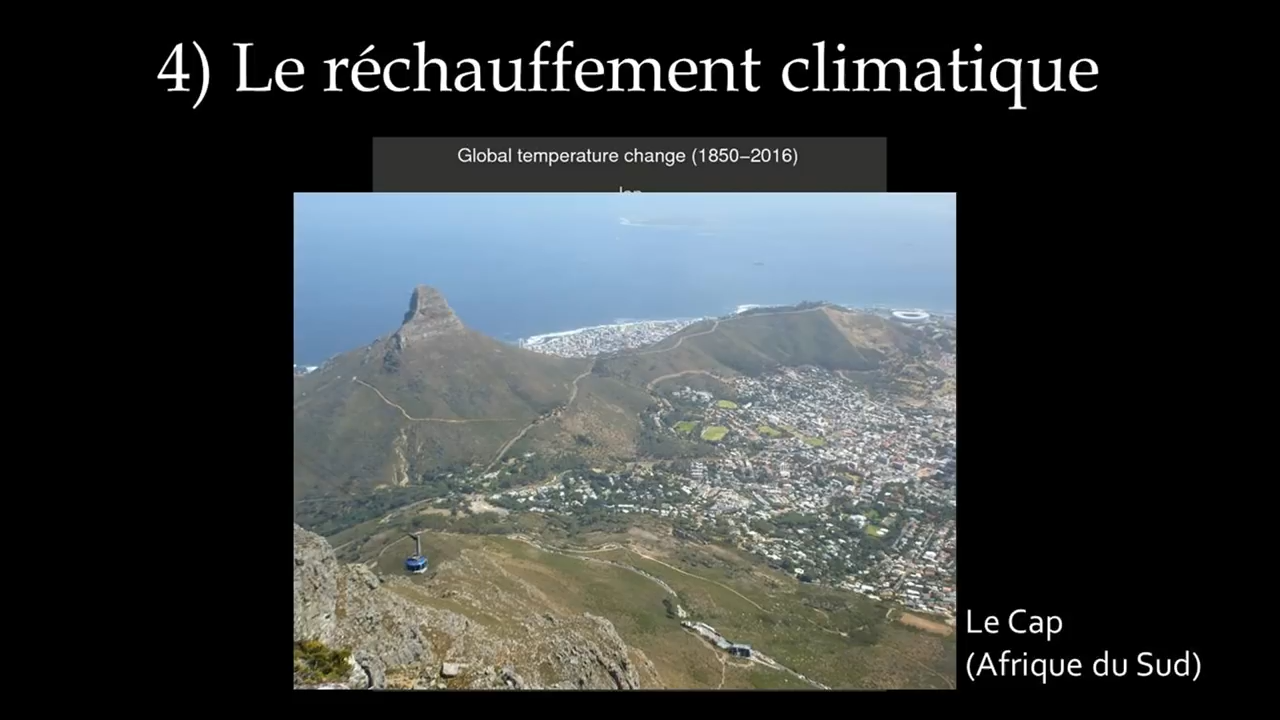 4) Le réchauffement climatique
Global temperature change (1850–2016)
Le Cap
(Afrique du Sud)